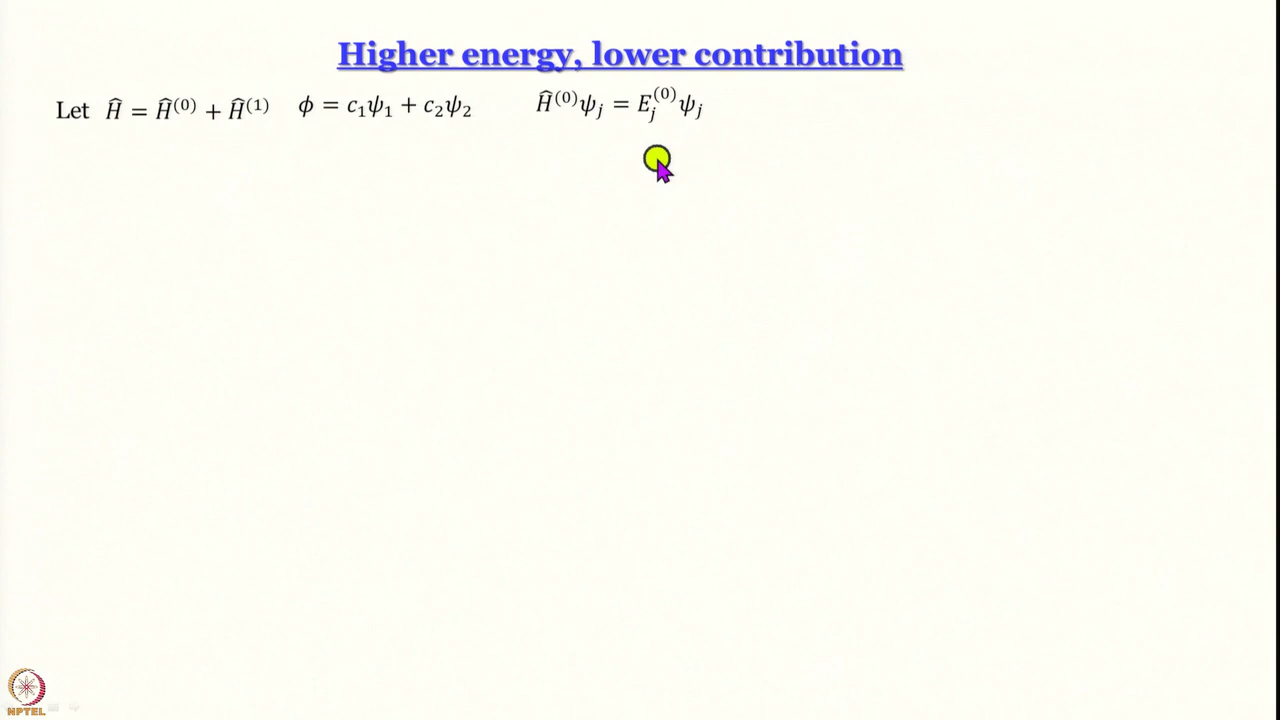 Higher energy, lower contribution
Let Ĥ = Ĥ⁽⁰⁾ + Ĥ⁽¹⁾ ϕ = c₁ψ₁ + c₂ψ₂ Ĥ⁽⁰⁾ψⱼ = Eⱼ⁽⁰⁾ψⱼ
NPTEL